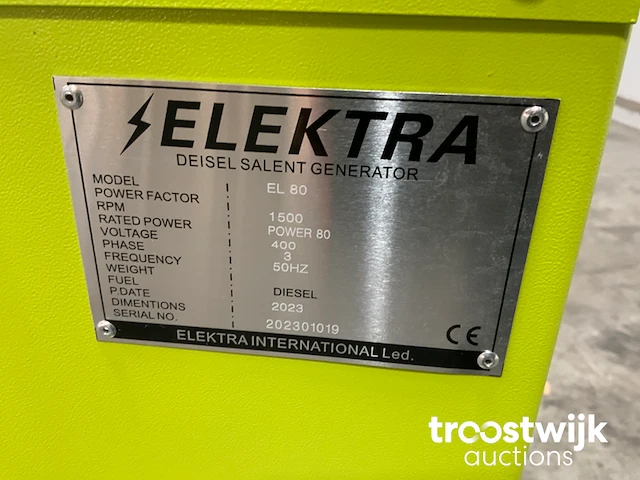 ELEKTRA
DEISEL SALENT GENERATOR
MODEL EL 80
POWER FACTOR
RPM 1500
RATED POWER POWER 80
VOLTAGE 400
PHASE 3
FREQUENCY 50HZ
WEIGHT
FUEL DIESEL
P.DATE 2023
DIMENTIONS
SERIAL NO. 202301019
CE
ELEKTRA INTERNATIONAL Led.
troostwijk
auctions